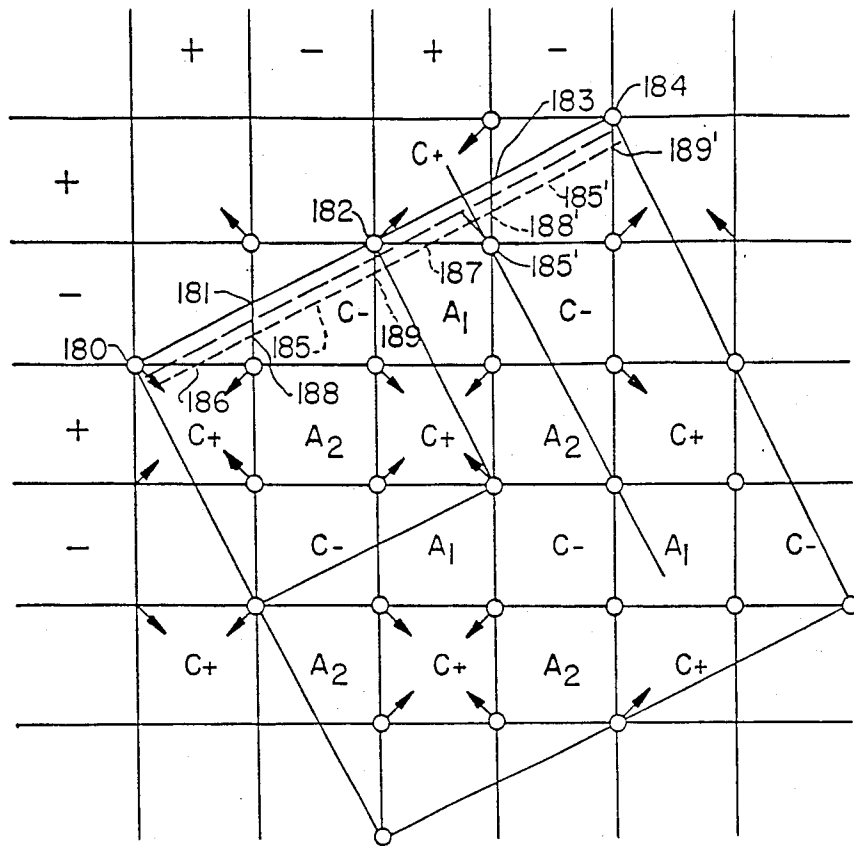 + - + -
183 184
C+ 189'
+ 185'
182 188'
187 185'
- 181 C- A1 C-
180 185 189
186 188
+ C+ A2 C+ A2 C+
- C- A1 C- A1 C-
C+ A2 C+ A2 C+